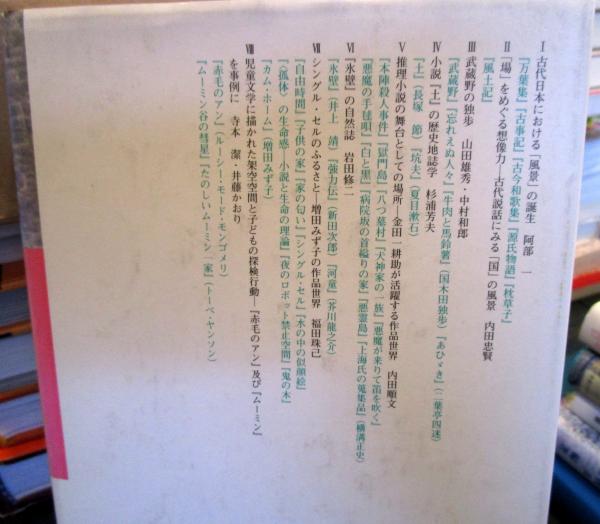 Ⅰ 古代日本における「風景」の誕生 阿部 一
『万葉集』『古事記』『古今和歌集』『源氏物語』『枕草子』
Ⅱ 「場」をめぐる想像力―古代説話にみる「国」の風景 内田忠賢
『風土記』
Ⅲ 武蔵野の独歩 山田雄秀・中村和郎
『武蔵野』『忘れえぬ人々』『牛肉と馬鈴薯』（国木田独歩）『あひゞき』（二葉亭四迷）
Ⅳ 小説『土』の歴史地誌学 杉浦芳夫
『土』（長塚 節）『坑夫』（夏目漱石）
Ⅴ 推理小説の舞台としての場所―金田一耕助が活躍する作品世界 内田順文
『本陣殺人事件』『獄門島』『八つ墓村』『犬神家の一族』『悪魔が来りて笛を吹く』
『悪魔の手毬唄』『白と黒』『病院坂の首縊りの家』『悪霊島』『上海氏の蒐集品』（横溝正史）
Ⅵ 『氷壁』の自然誌 岩田修二
『氷壁』（井上 靖）『強力伝』（新田次郎）『河童』（芥川龍之介）
Ⅶ シングル・セルのふるさと―増田みず子の作品世界 福田珠己
『自由時間』『子供の家』『家の匂い』『シングル・セル』『水の中の似顔絵』
『〈孤体〉の生命感―小説と生命の理論』『夜のロボット』『禁止空間』『鬼の木』
『カム・ホーム』（増田みず子）
Ⅷ 児童文学に描かれた架空空間と子どもの探検行動―『赤毛のアン』及び『ムーミン』
を事例に 寺本 潔・井藤かおり
『赤毛のアン』（ルーシー・モード・モンゴメリ）
『ムーミン谷の彗星』『たのしいムーミン一家』（トーベ・ヤンソン）